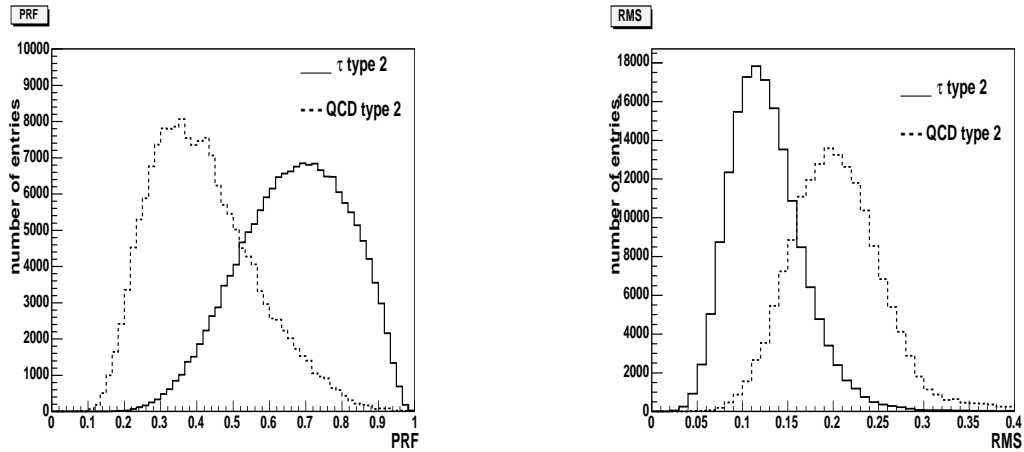 PRF
10000
9000
8000
7000
6000
5000
4000
3000
2000
1000
0
number of entries
τ type 2
QCD type 2
0 0.1 0.2 0.3 0.4 0.5 0.6 0.7 0.8 0.9 1
PRF
RMS
18000
16000
14000
12000
10000
8000
6000
4000
2000
0
number of entries
τ type 2
QCD type 2
0 0.05 0.1 0.15 0.2 0.25 0.3 0.35 0.4
RMS